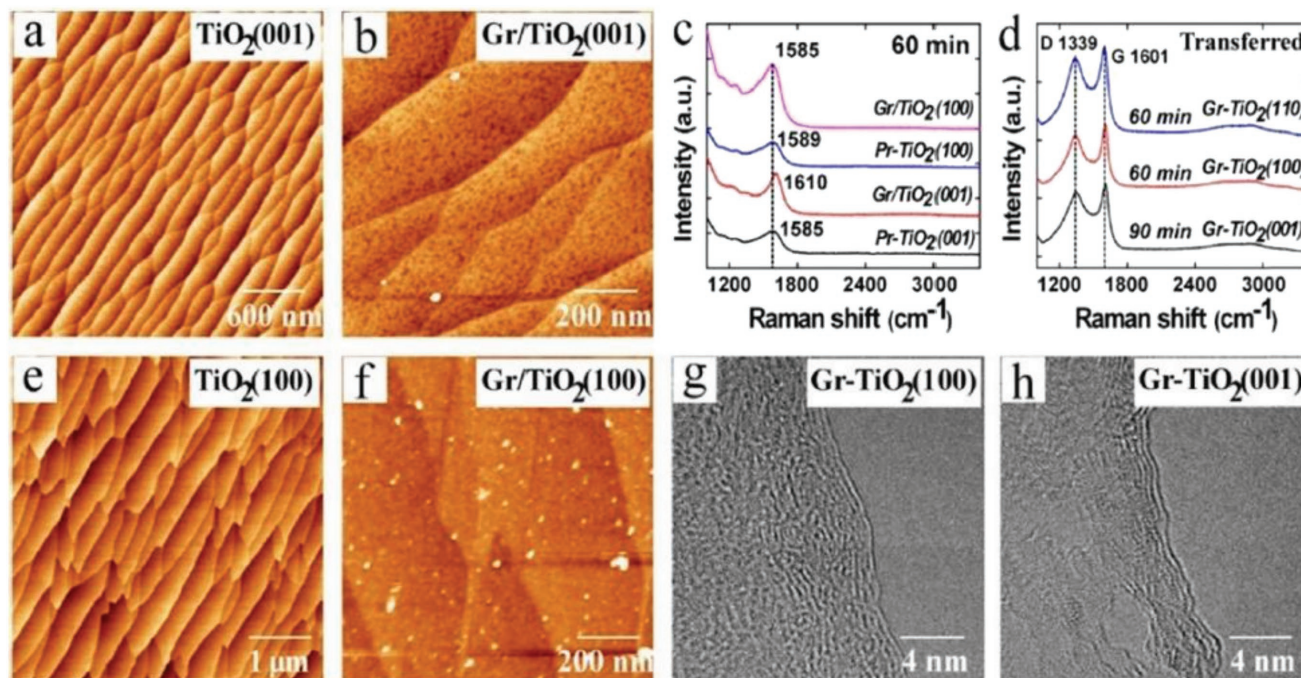 a
TiO2(001)
600 nm
b
Gr/TiO2(001)
200 nm
c
60 min
1585
Gr/TiO2(100)
1589
Pr-TiO2(100)
1610
Gr/TiO2(001)
1585
Pr-TiO2(001)
Intensity (a.u.)
1200 1800 2400 3000
Raman shift (cm-1)
d
D 1339
G 1601
Transferred
60 min Gr-TiO2(110)
60 min Gr-TiO2(100)
90 min Gr-TiO2(001)
Intensity (a.u.)
1200 1800 2400 3000
Raman shift (cm-1)
e
TiO2(100)
1 μm
f
Gr/TiO2(100)
200 nm
g
Gr-TiO2(100)
4 nm
h
Gr-TiO2(001)
4 nm